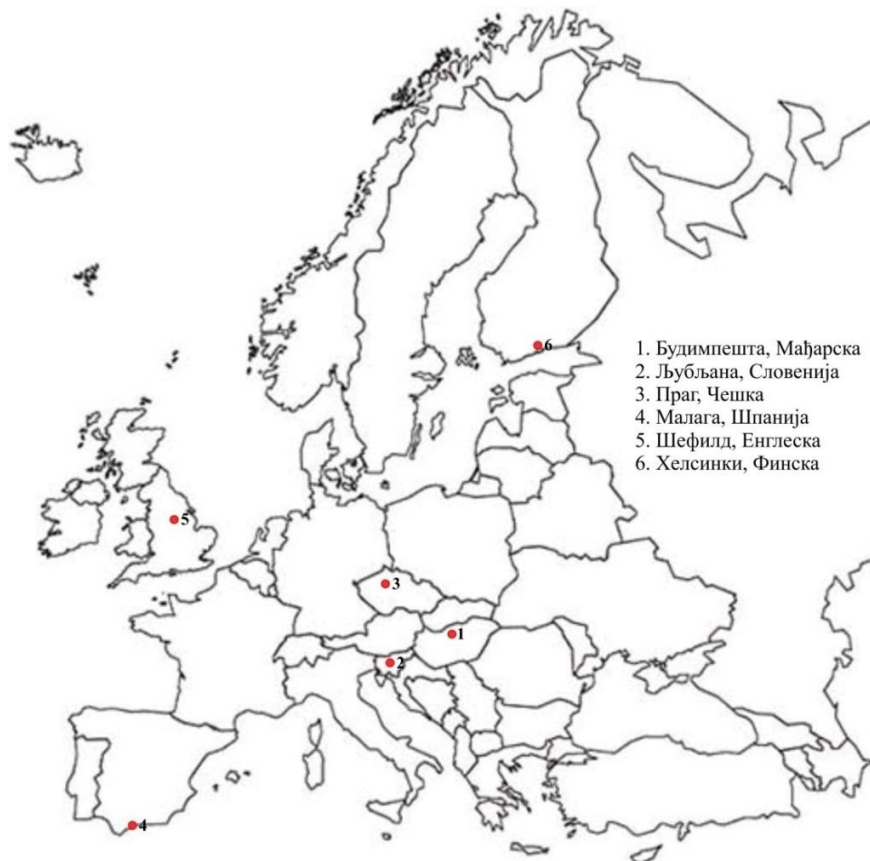 6
1. Будимпешта, Мађарска
2. Љубљана, Словенија
3. Праг, Чешка
4. Малага, Шпанија
5. Шефилд, Енглеска
6. Хелсинки, Финска
5
3
1
2
4